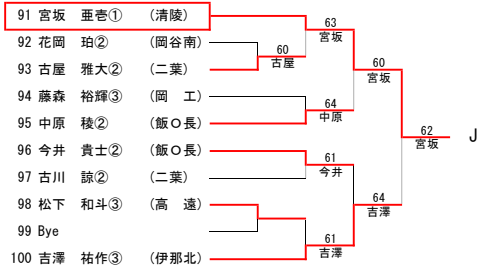 91 宮坂 亜壱① (清陵)
63
宮坂
92 花岡 珀② (岡谷南)
60
古屋
93 古屋 雅大② (二葉)
60
宮坂
94 藤森 裕輝③ (岡 工)
64
中原
95 中原 稜② (飯O長)
62
宮坂
J
96 今井 貴士② (飯O長)
61
今井
97 古川 諒② (二葉)
64
吉澤
98 松下 和斗③ (高 遠)
99 Bye
61
吉澤
100 吉澤 祐作③ (伊那北)